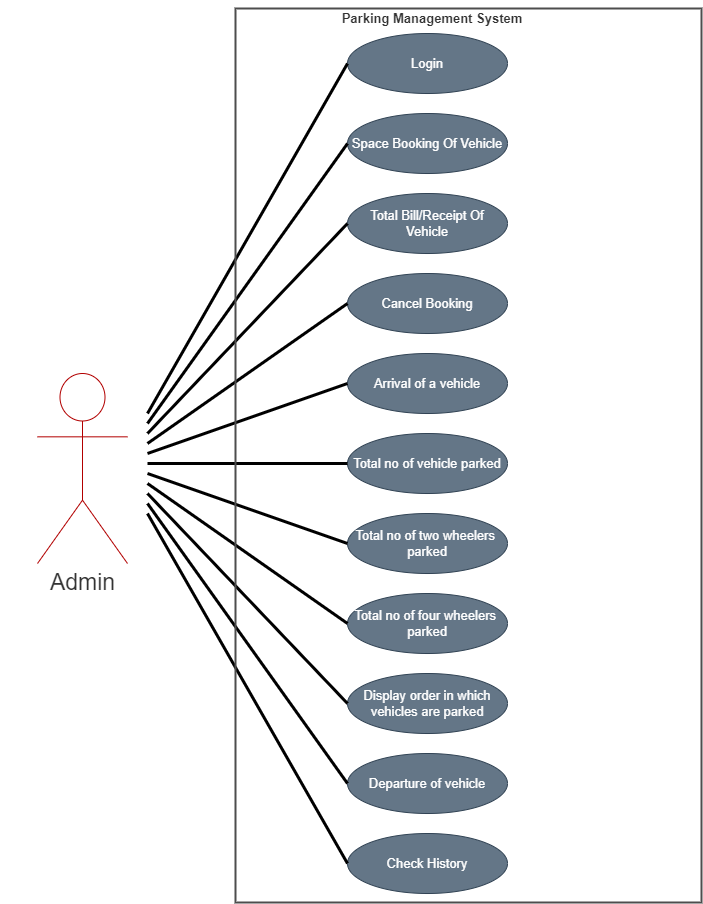 Parking Management System
Login
Space Booking Of Vehicle
Total Bill/Receipt Of
Vehicle
Cancel Booking
Arrival of a vehicle
Total no of vehicle parked
Total no of two wheelers
parked
Total no of four wheelers
parked
Display order in which
vehicles are parked
Departure of vehicle
Check History
Admin